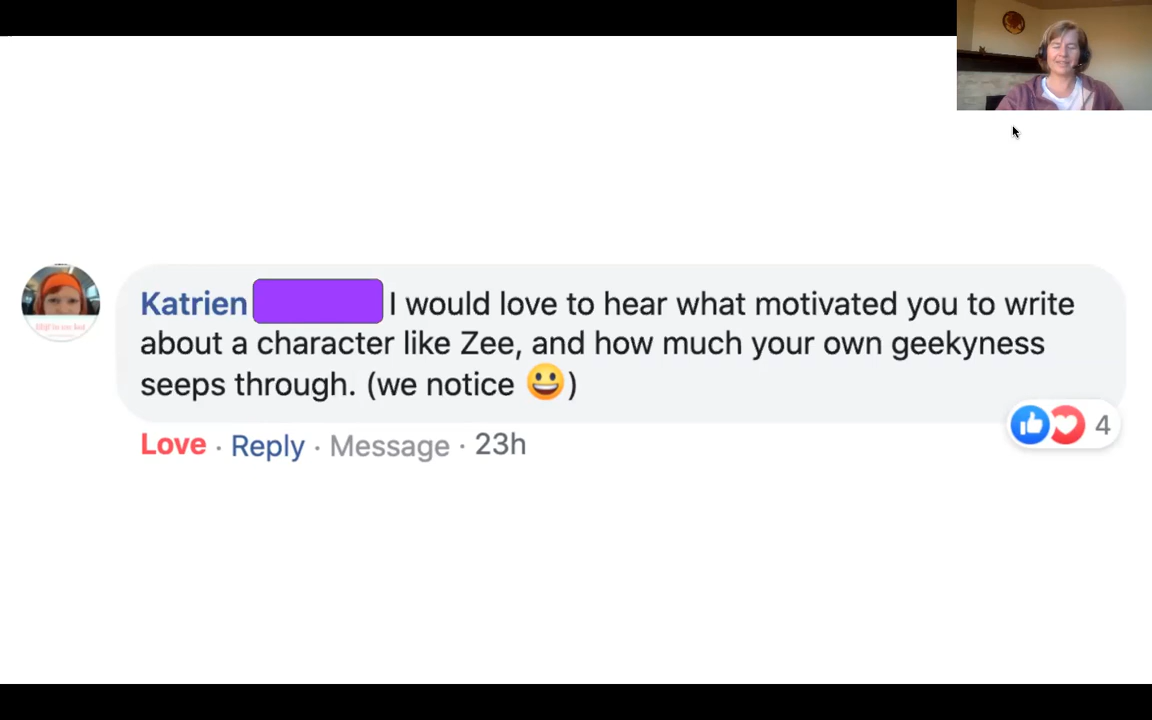 Katrien I would love to hear what motivated you to write
about a character like Zee, and how much your own geekyness
seeps through. (we notice 😃)
Love · Reply · Message · 23h
4